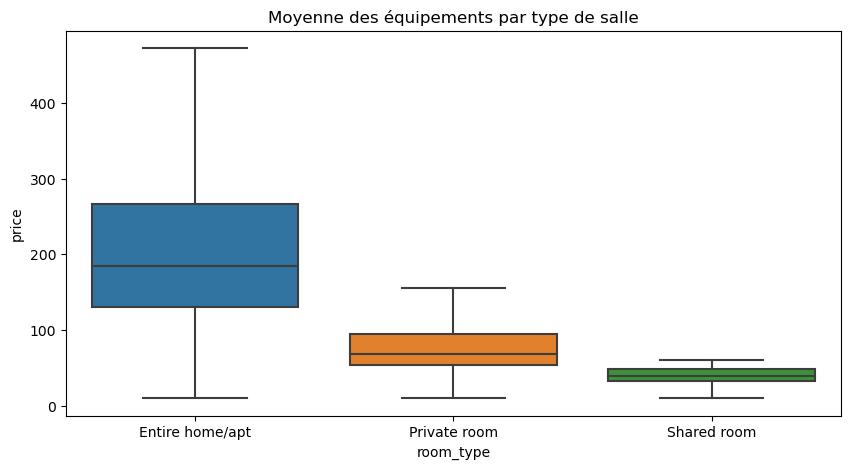 Moyenne des équipements par type de salle
price
400
300
200
100
0
Entire home/apt
Private room
Shared room
room_type